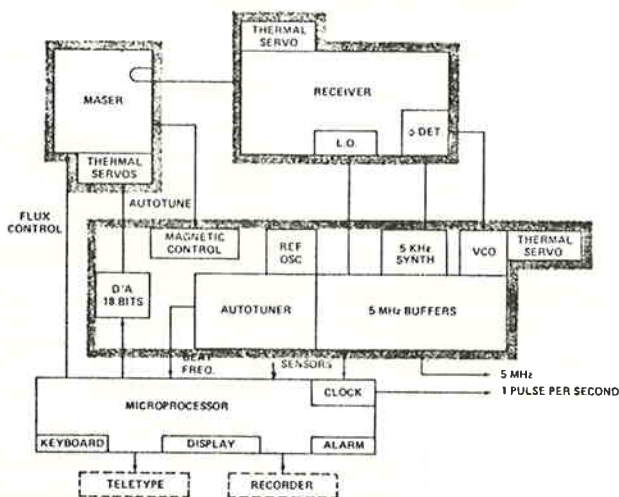 THERMAL
SERVO
MASER
RECEIVER
L.O.
φ DET
THERMAL
SERVOS
AUTOTUNE
FLUX
CONTROL
MAGNETIC
CONTROL
REF
OSC
5 KHz
SYNTH
VCO
THERMAL
SERVO
D/A
18 BITS
AUTOTUNER
5 MHz BUFFERS
BEAT
FREQ.
SENSORS
5 MHz
CLOCK
1 PULSE PER SECOND
MICROPROCESSOR
KEYBOARD
DISPLAY
ALARM
TELETYPE
RECORDER